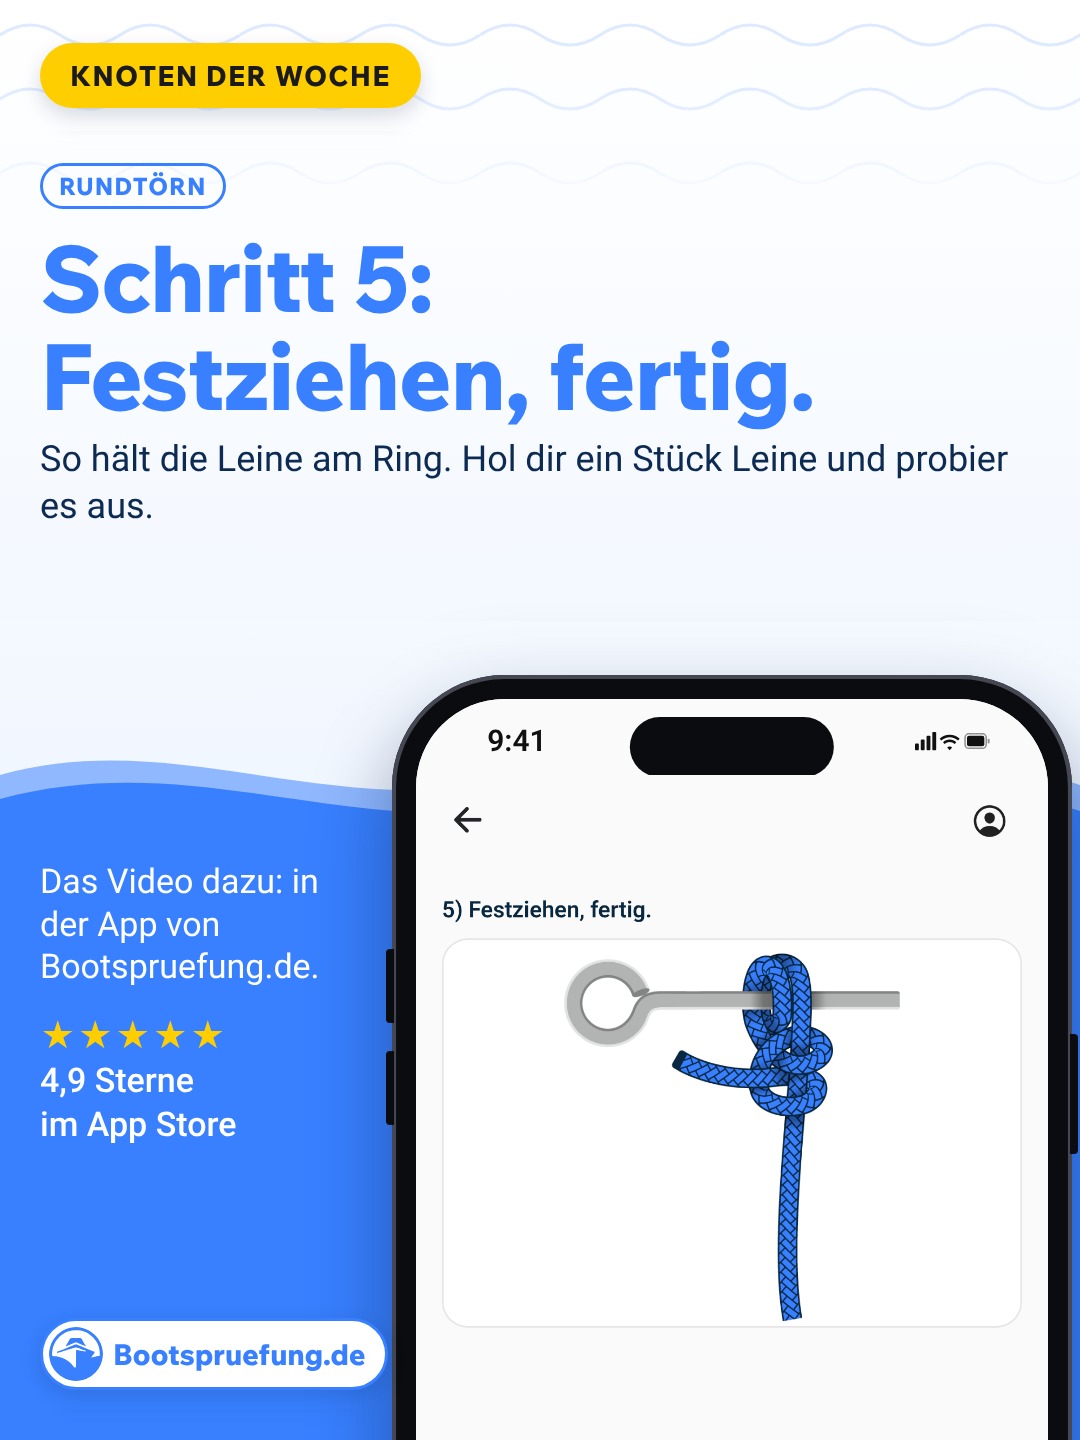 KNOTEN DER WOCHE
RUNDTÖRN
Schritt 5:
Festziehen, fertig.
So hält die Leine am Ring. Hol dir ein Stück Leine und probier
es aus.
9:41
5) Festziehen, fertig.
Das Video dazu: in
der App von
Bootspruefung.de.
★★★★★
4,9 Sterne
im App Store
Bootspruefung.de